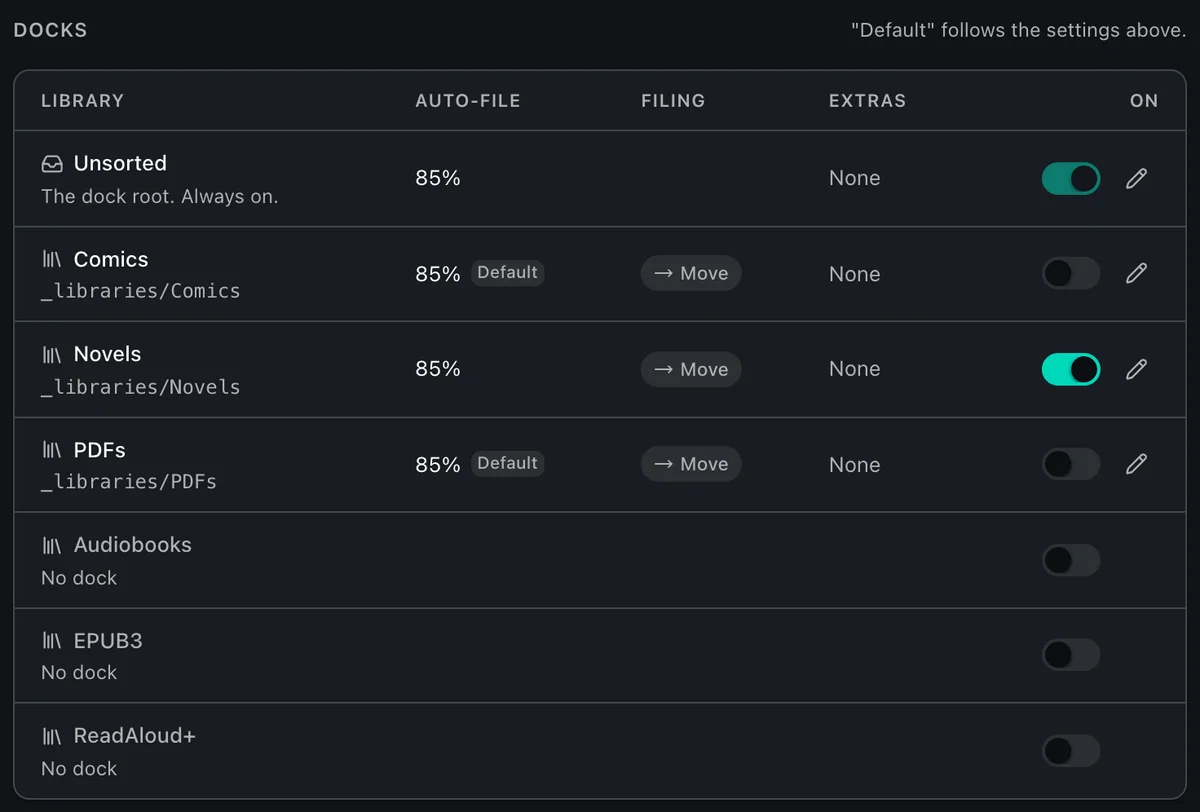 DOCKS
"Default" follows the settings above.
LIBRARY AUTO-FILE FILING EXTRAS ON
Unsorted
The dock root. Always on.
85% None
Comics
_libraries/Comics
85% Default → Move None
Novels
_libraries/Novels
85% → Move None
PDFs
_libraries/PDFs
85% Default → Move None
Audiobooks
No dock
EPUB3
No dock
ReadAloud+
No dock